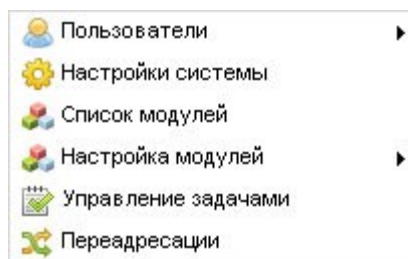 Пользователи
Настройки системы
Список модулей
Настройка модулей
Управление задачами
Переадресации